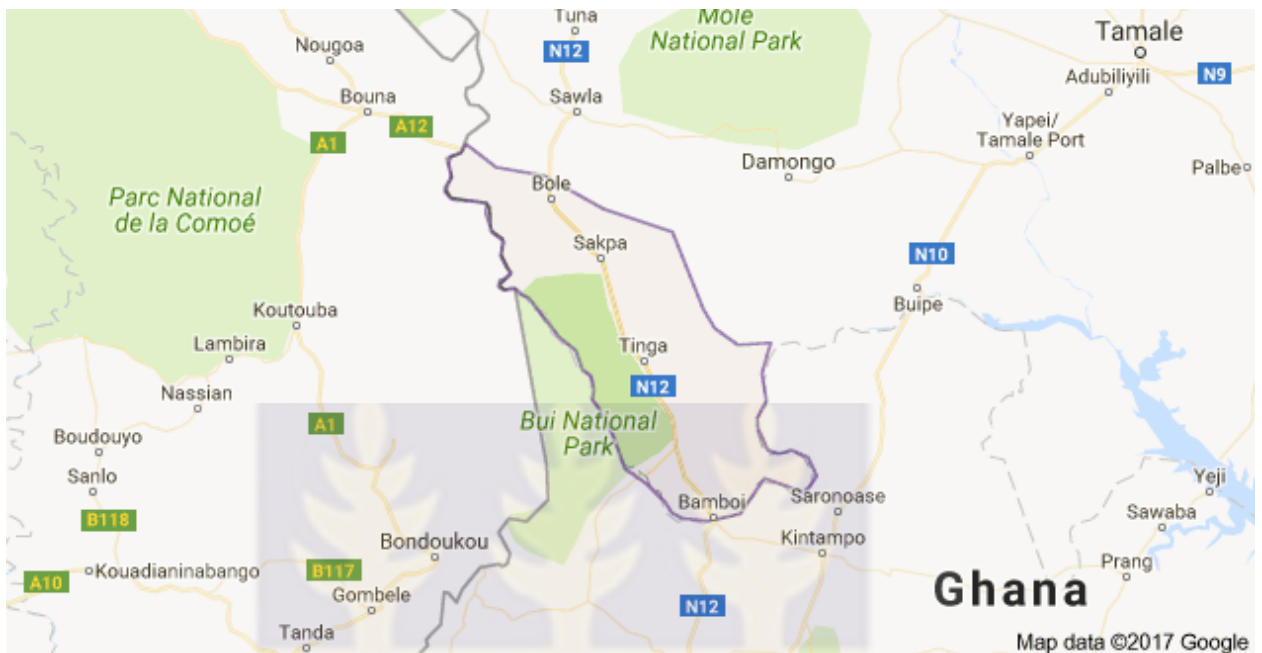 Tuna
Mole
National Park
Tamale
Nougoa
N12
Adubiliyili
N9
Bouna
Sawla
A12
Yapei/
Tamale Port
A1
Damongo
Palbe
Bole
Parc National
de la Comoé
Sakpa
N10
Buipe
Koutouba
Lambira
Tinga
N12
Nassian
A1
Bui National
Park
Boudouyo
Sanlo
Yeji
Bamboi
Saronoase
B118
Sawaba
Bondoukou
Kintampo
Prang
Kouadianinabango
B117
A10
Gombele
Ghana
N12
Tanda
Map data ©2017 Google